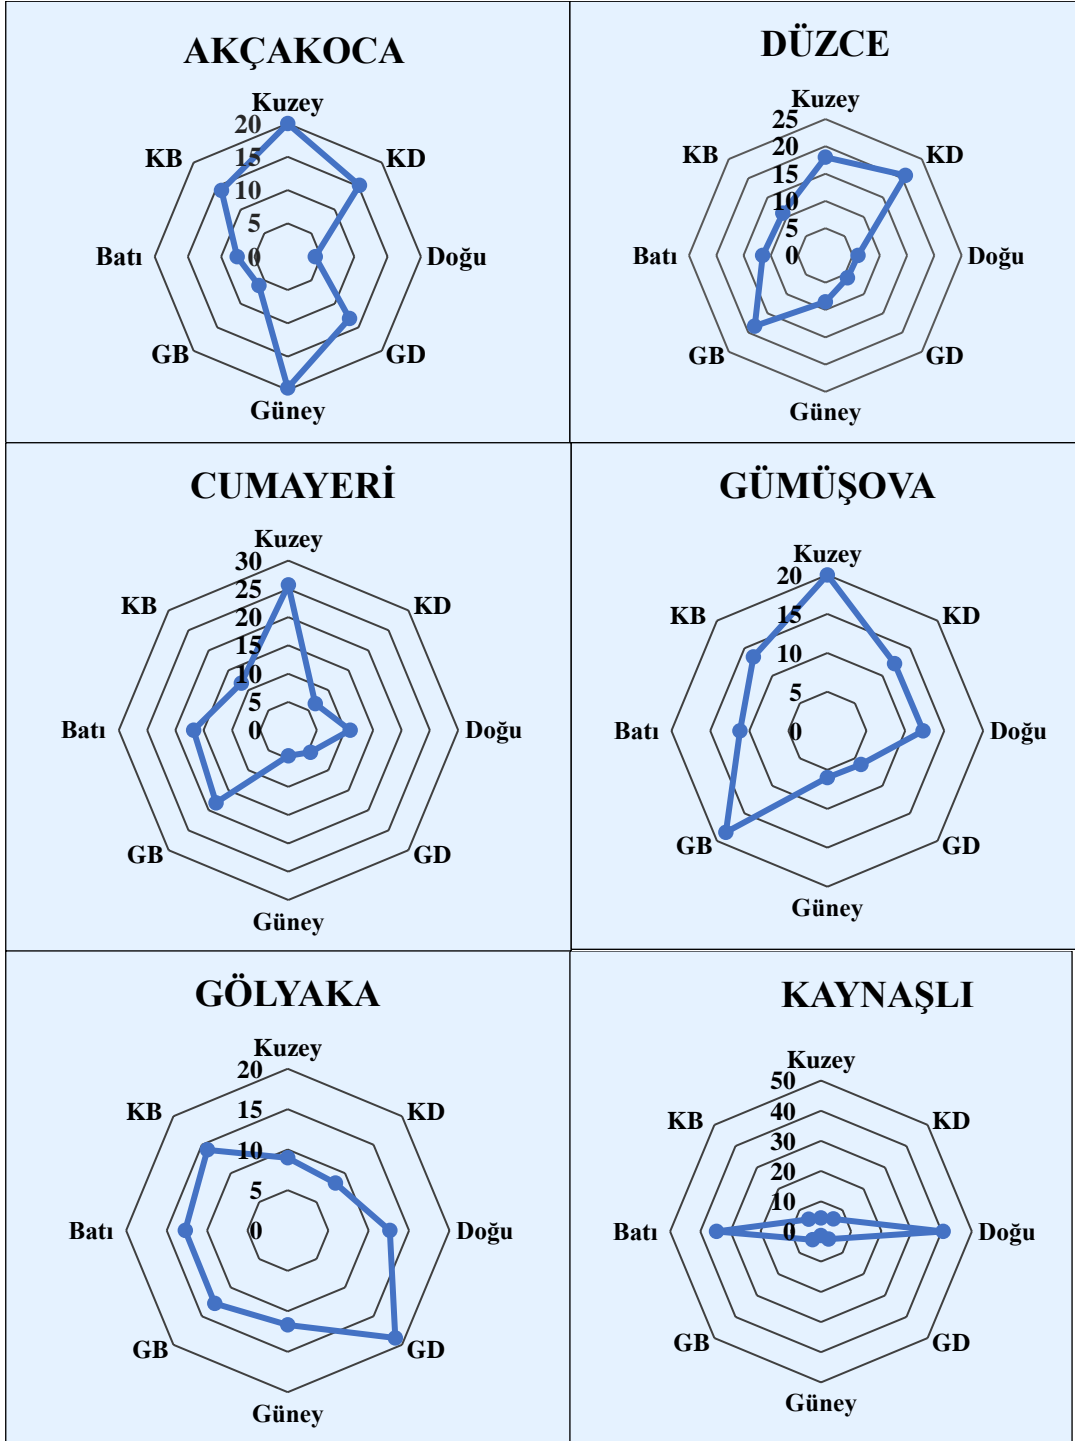 AKÇAKOCA
Kuzey
20
KB
15
KD
10
5
Batı
0
Doğu
GB
GD
Güney
DÜZCE
Kuzey
25
KB
20
KD
15
10
5
Batı
0
Doğu
GB
GD
Güney
CUMAYERİ
Kuzey
30
25
KB
KD
20
15
10
5
Batı
0
Doğu
GB
GD
Güney
GÜMÜŞOVA
Kuzey
20
KB
15
KD
10
5
Batı
0
Doğu
GB
GD
Güney
GÖLYAKA
Kuzey
20
KB
15
KD
10
5
Batı
0
Doğu
GB
GD
Güney
KAYNAŞLI
Kuzey
50
KB
40
KD
30
20
10
Batı
0
Doğu
GB
GD
Güney